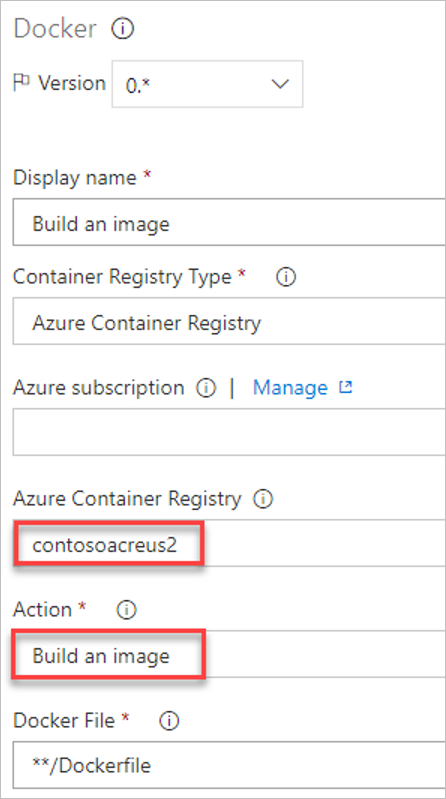 Docker
Version 0.*
Display name *
Build an image
Container Registry Type *
Azure Container Registry
Azure subscription | Manage
Azure Container Registry
contosoacreus2
Action *
Build an image
Docker File *
**/Dockerfile